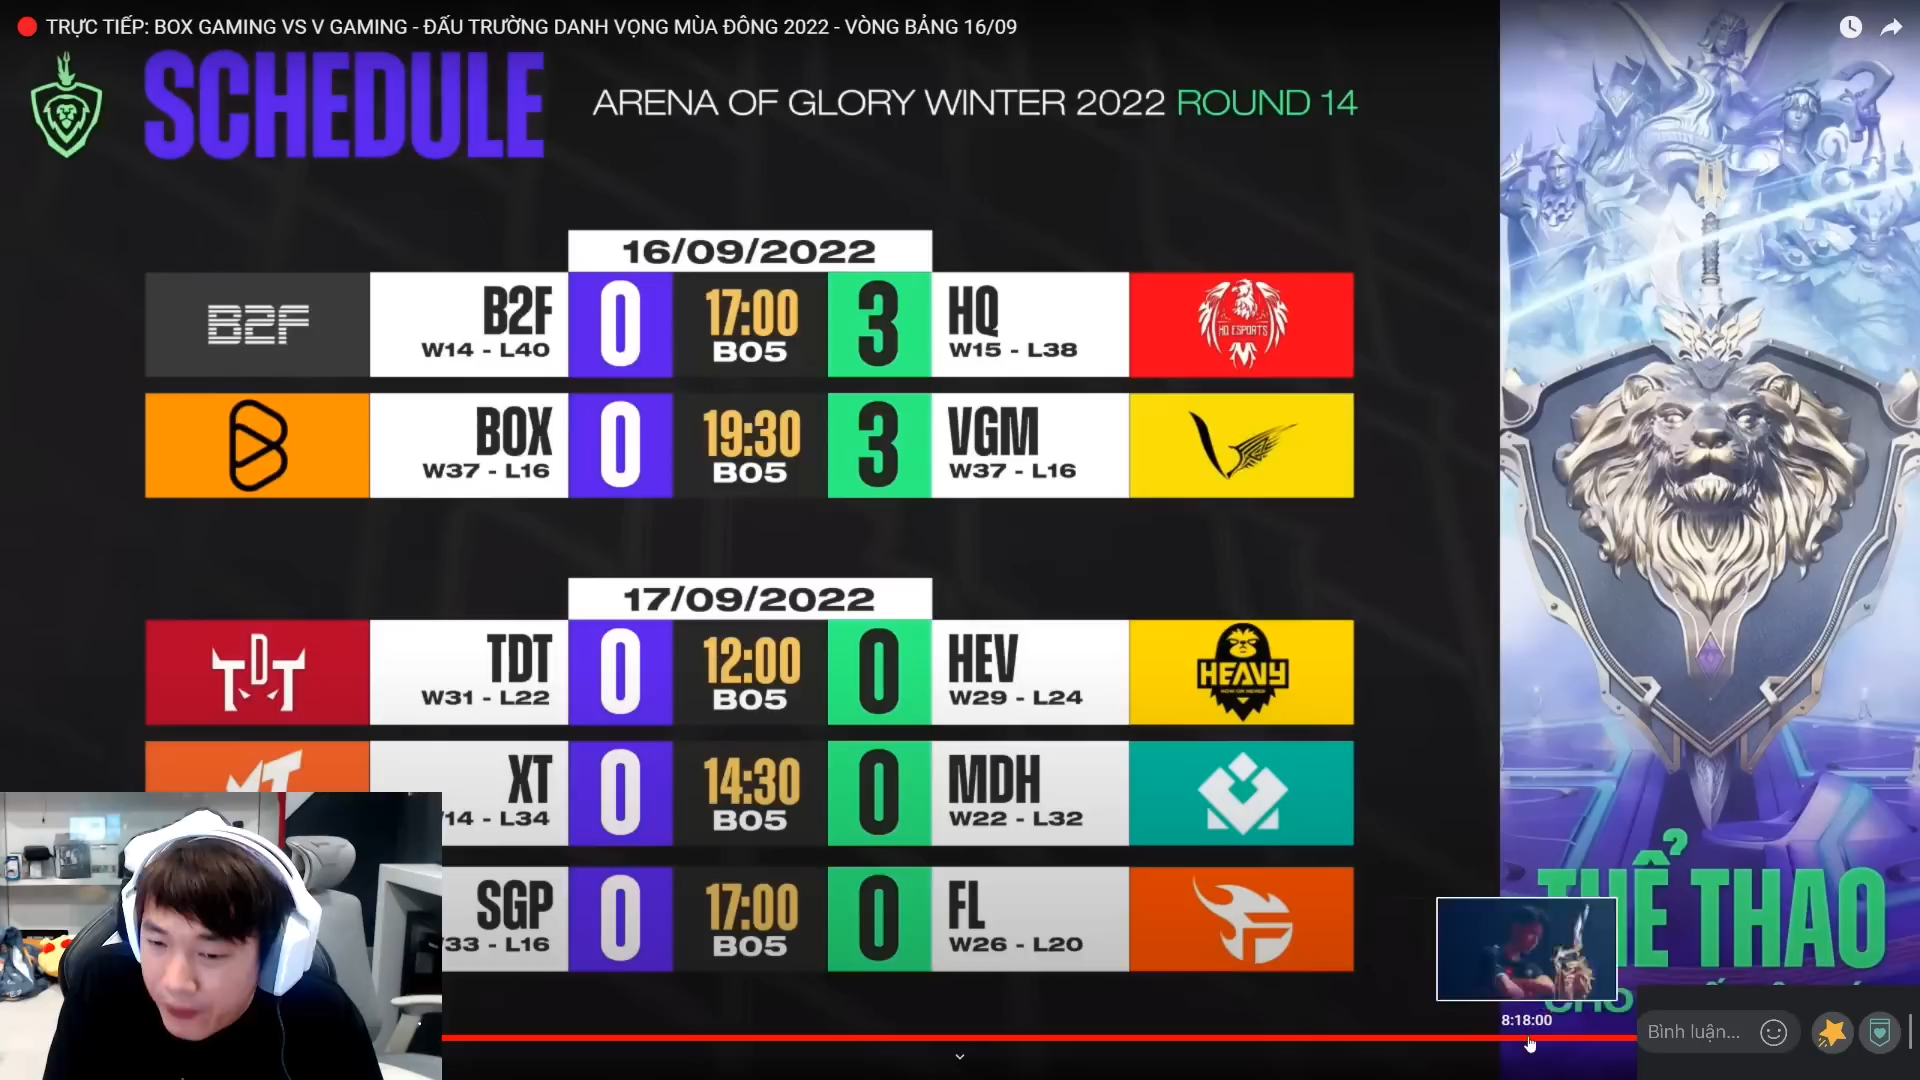 TRỰC TIẾP: BOX GAMING VS V GAMING - ĐẤU TRƯỜNG DANH VỌNG MÙA ĐÔNG 2022 - VÒNG BẢNG 16/09
SCHEDULE
ARENA OF GLORY WINTER 2022 ROUND 14
16/09/2022
B2F
B2F
W14 - L40
0
17:00
BO5
3
HQ
W15 - L38
HQ ESPORTS
BOX
W37 - L16
0
19:30
BO5
3
VGM
W37 - L16
17/09/2022
TDT
TDT
W31 - L22
0
12:00
BO5
0
HEV
W29 - L24
HEAVY
NOW OR NEVER
XT
14 - L34
0
14:30
BO5
0
MDH
W22 - L32
SGP
33 - L16
0
17:00
BO5
0
FL
W26 - L20
THỂ THAO
8:18:00
Bình luận...